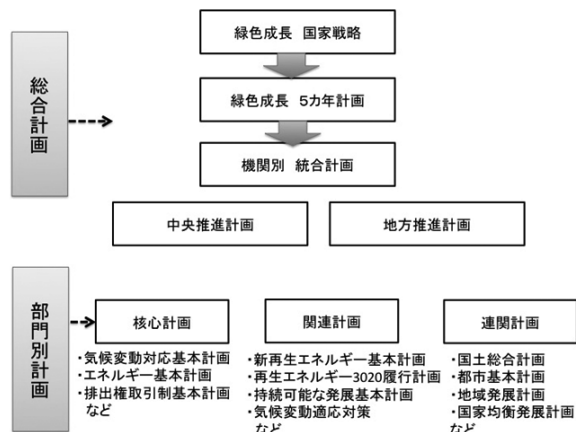 緑色成長 国家戦略
総合計画
緑色成長 5カ年計画
機関別 統合計画
中央推進計画
地方推進計画
部門別計画
核心計画
関連計画
連関計画
・気候変動対応基本計画
・エネルギー基本計画
・排出権取引制基本計画
など
・新再生エネルギー基本計画
・再生エネルギー3020履行計画
・持続可能な発展基本計画
・気候変動適応対策
など
・国土総合計画
・都市基本計画
・地域発展計画
・国家均衡発展計画
など